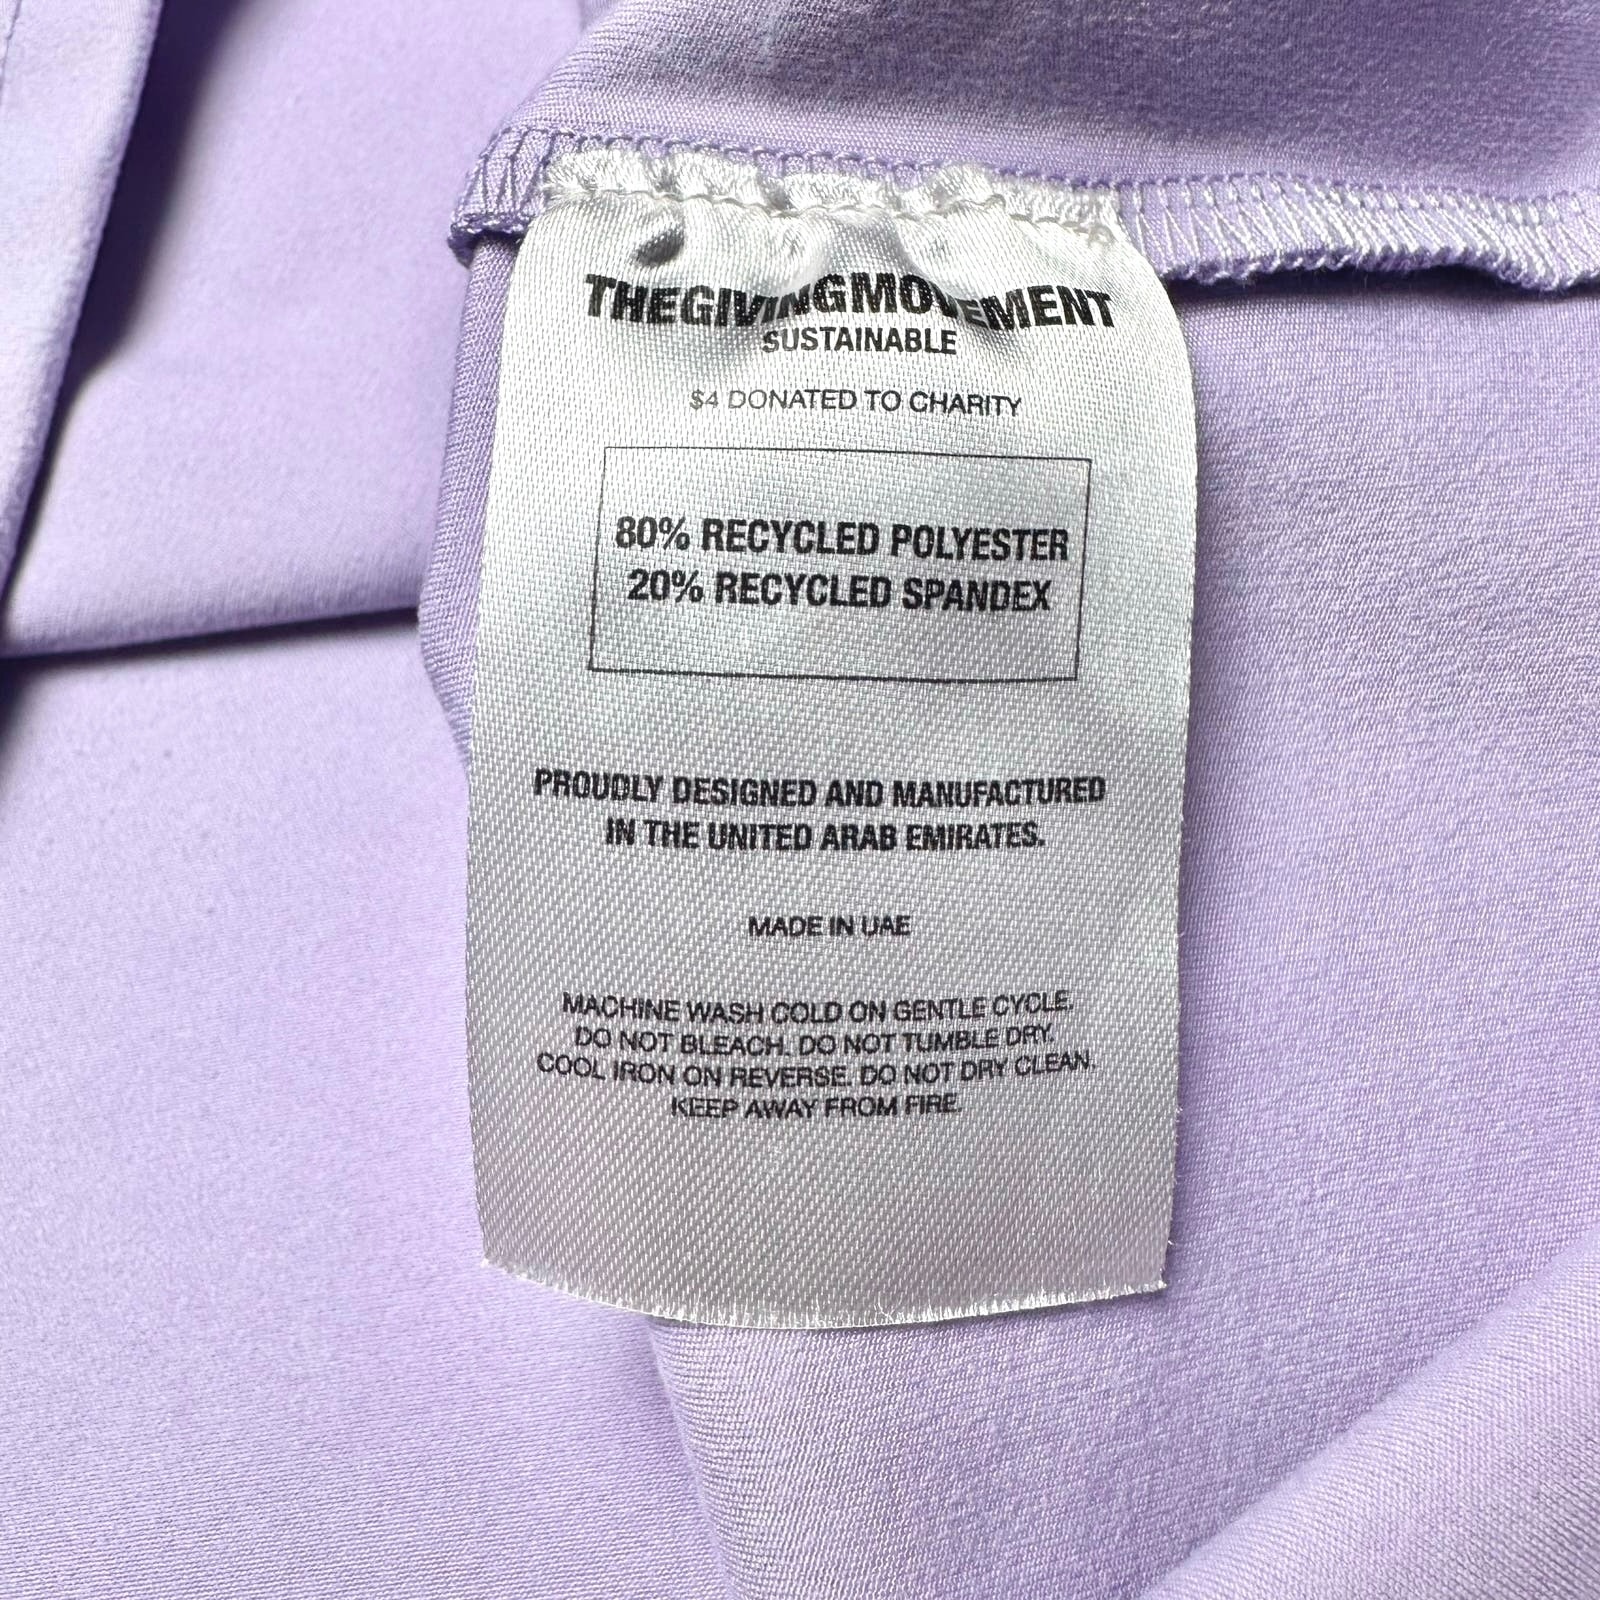 THEGIVINGMOVEMENT
SUSTAINABLE
$4 DONATED TO CHARITY
80% RECYCLED POLYESTER
20% RECYCLED SPANDEX
PROUDLY DESIGNED AND MANUFACTURED
IN THE UNITED ARAB EMIRATES.
MADE IN UAE
MACHINE WASH COLD ON GENTLE CYCLE.
DO NOT BLEACH. DO NOT TUMBLE DRY.
COOL IRON ON REVERSE. DO NOT DRY CLEAN.
KEEP AWAY FROM FIRE.